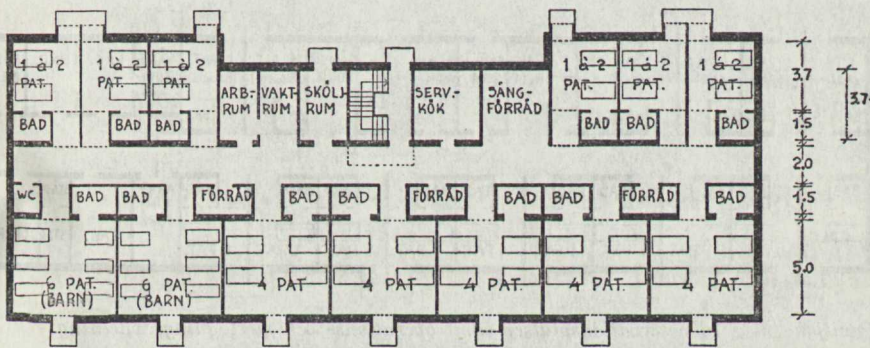 1 à 2
PAT.
1 à 2
PAT.
1 à 2
PAT.
1 à 2
PAT.
1 à 2
PAT.
1 à 2
PAT.
ARB-
RUM
VAKT
RUM
SKÖLJ
RUM
SERV.-
KÖK
SÄNG-
FÖRRÅD
BAD
BAD
BAD
BAD
BAD
BAD
3.7
1.5
2.0
1.5
5.0
3.7
WC
BAD
BAD
FÖRRÅD
BAD
BAD
FÖRRÅD
BAD
BAD
FÖRRÅD
BAD
6 PAT.
(BARN)
6 PAT.
(BARN)
4 PAT.
4 PAT.
4 PAT.
4 PAT.
4 PAT.